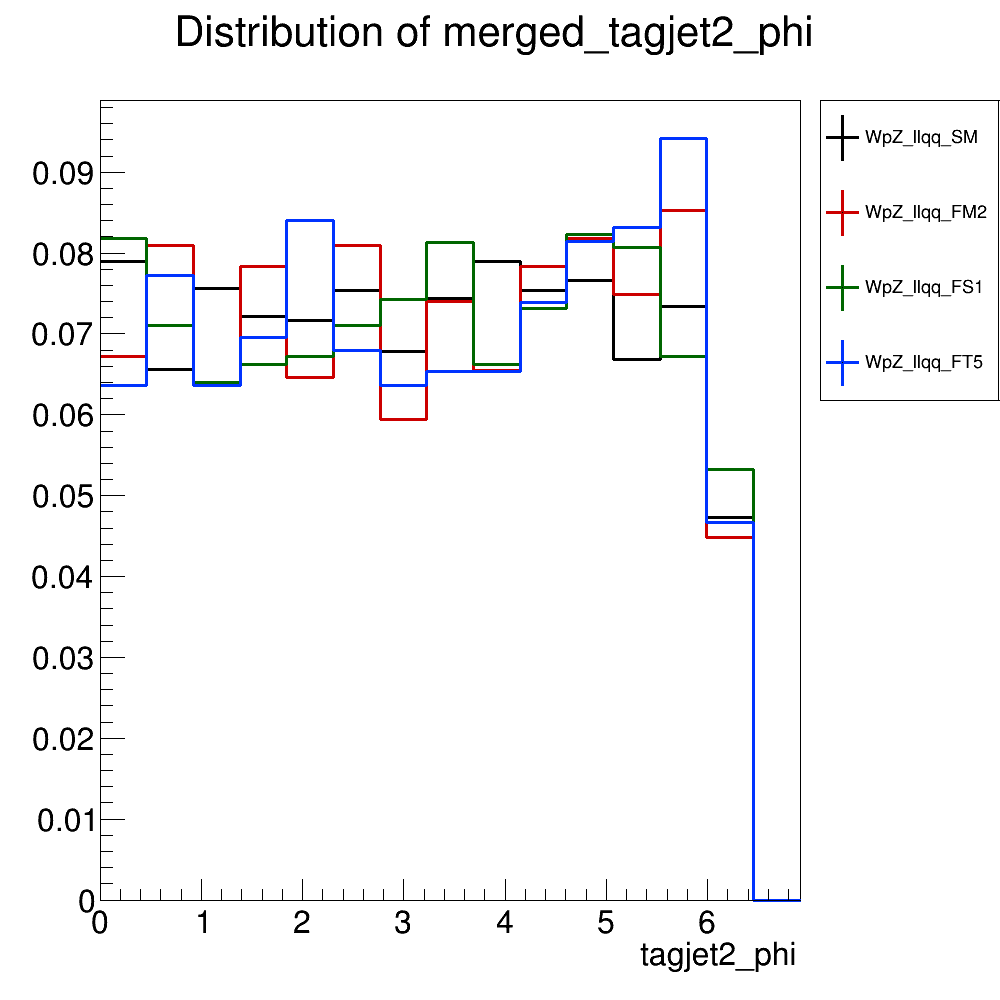 Distribution of merged_tagjet2_phi
WpZ_llqq_SM
WpZ_llqq_FM2
WpZ_llqq_FS1
WpZ_llqq_FT5
0.09
0.08
0.07
0.06
0.05
0.04
0.03
0.02
0.01
0
0 1 2 3 4 5 6
tagjet2_phi